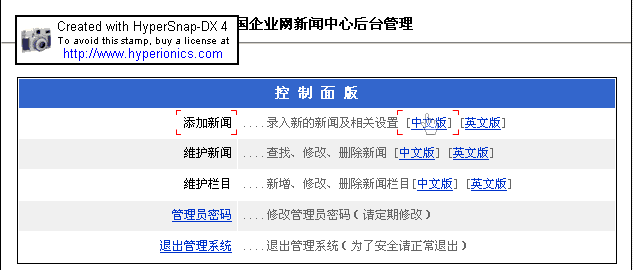 Created with HyperSnap-DX 4
To avoid this stamp, buy a license at
http://www.hyperionics.com
国企业网新闻中心后台管理
控 制 面 版
添加新闻 ....录入新的新闻及相关设置 [中文版] [英文版]
维护新闻 ....查找、修改、删除新闻 [中文版] [英文版]
维护栏目 ....新增、修改、删除新闻栏目[中文版] [英文版]
管理员密码 ....修改管理员密码（请定期修改）
退出管理系统 ....退出管理系统（为了安全请正常退出）